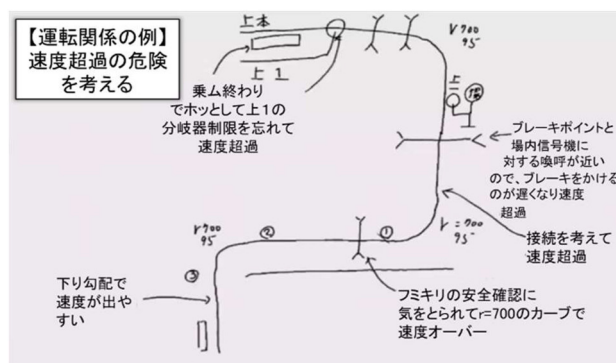 【運転関係の例】
速度超過の危険
を考える
上本
上1
r700
95
乗ム終わり
でホッとして上1の
分岐器制限を忘れて
速度超過
上
場
ブレーキポイントと
場内信号機に
対する喚呼が近い
ので、ブレーキをかける
のが遅くなり速度
超過
r=700
95
接続を考えて
速度超過
r700
95
②
①
③
下り勾配で
速度が出や
すい
フミキリの安全確認に
気をとられてr=700のカーブで
速度オーバー